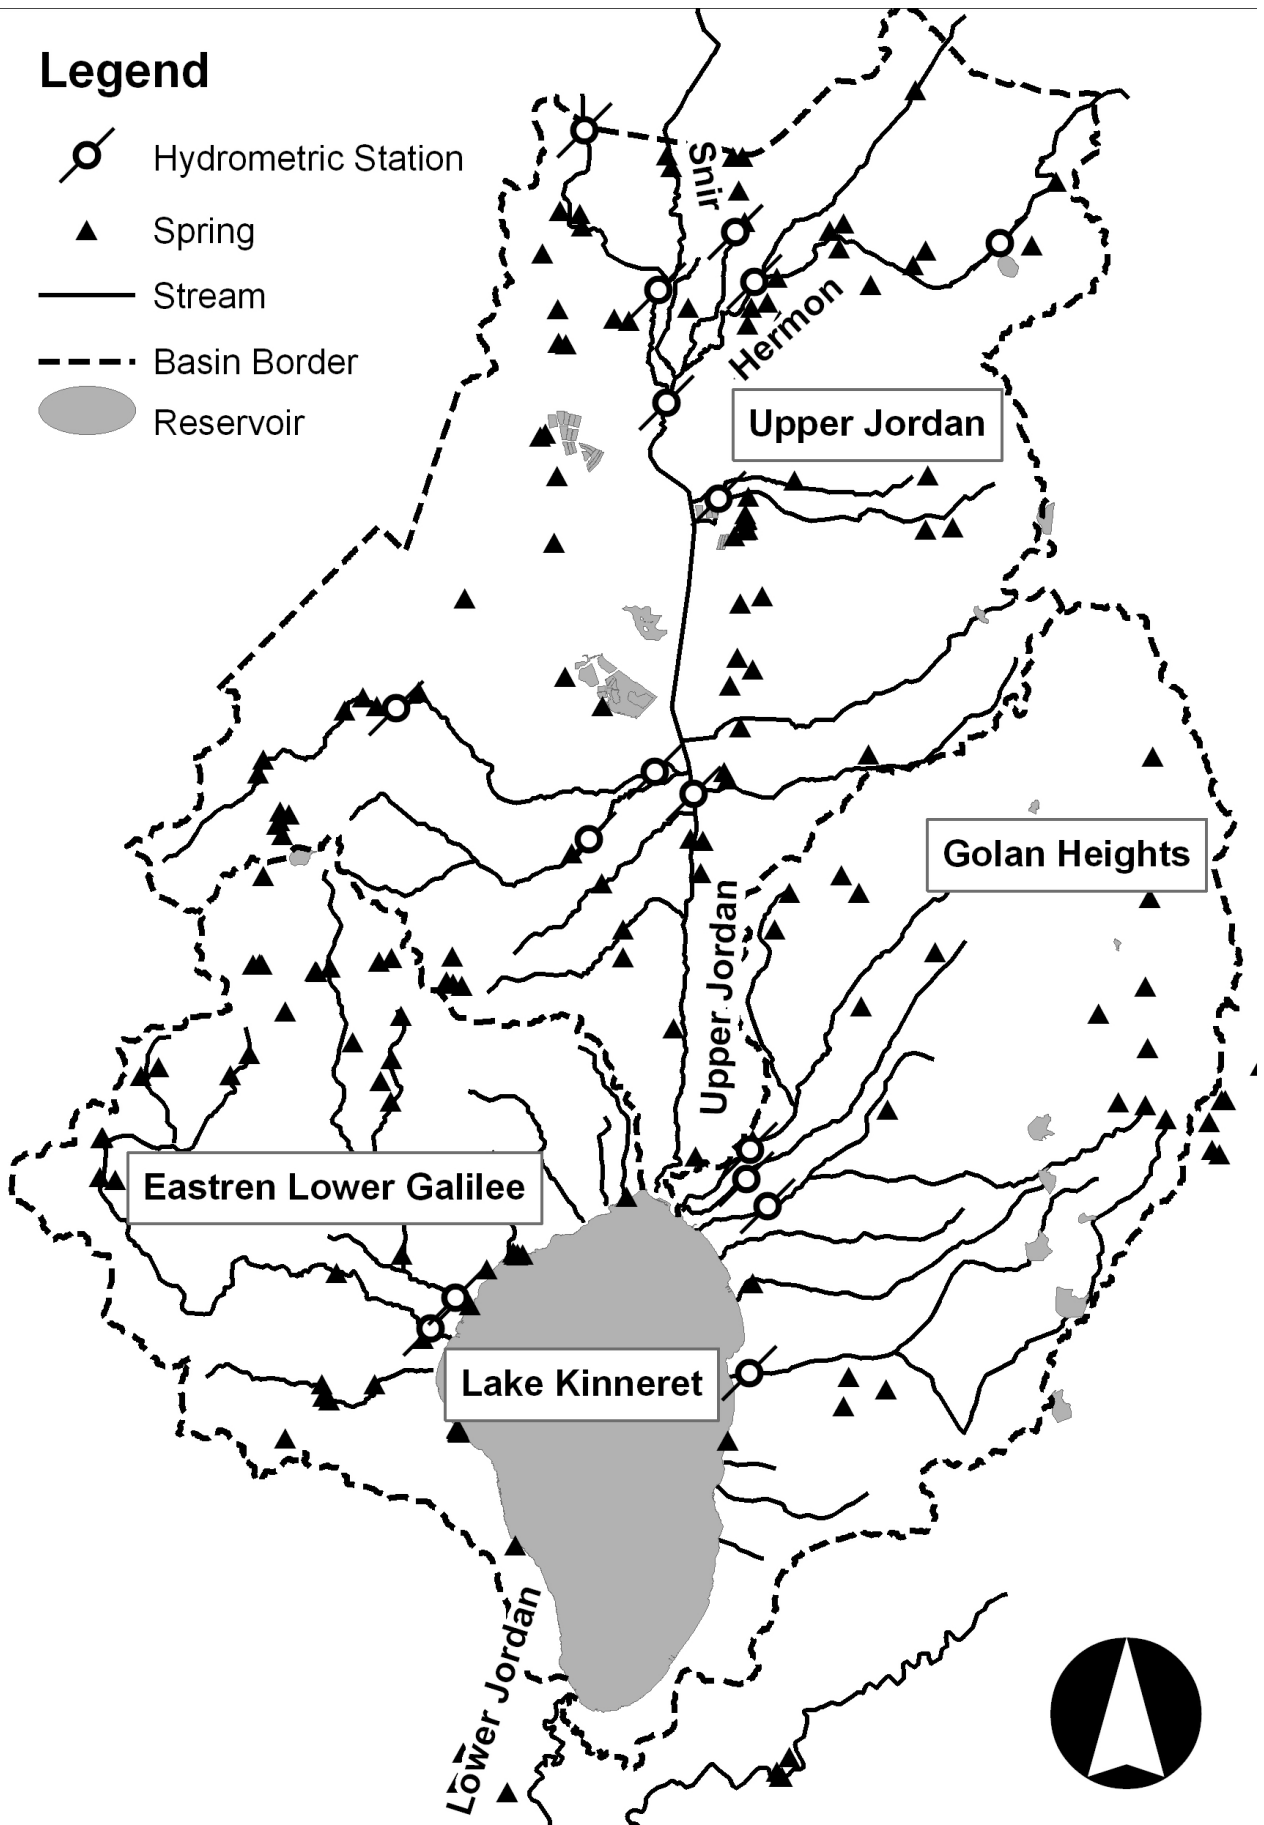 Legend
Hydrometric Station
Spring
Stream
Basin Border
Reservoir
Snir
Hermon
Upper Jordan
Golan Heights
Upper Jordan
Eastren Lower Galilee
Lake Kinneret
Lower Jordan